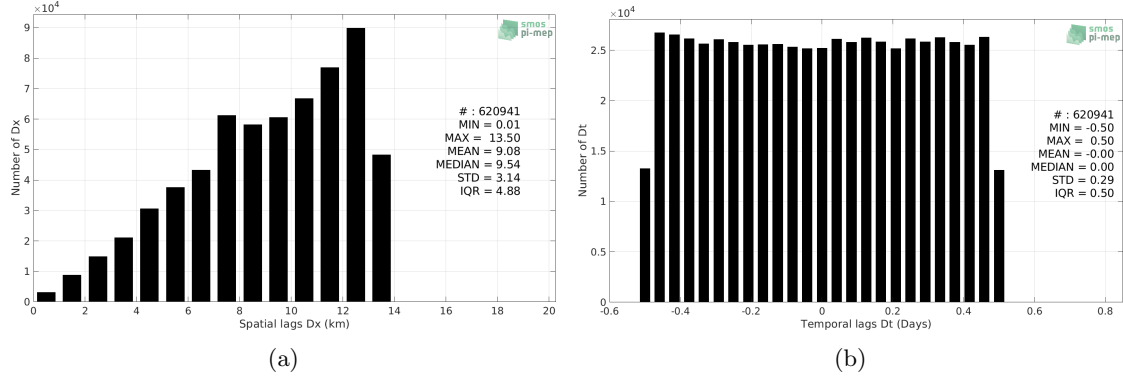 ×10⁴
9
8
7
6
5
4
3
2
1
0
Number of Dx
smos
pi-mep
# : 620941
MIN = 0.01
MAX = 13.50
MEAN = 9.08
MEDIAN = 9.54
STD = 3.14
IQR = 4.88
0 2 4 6 8 10 12 14 16 18 20
Spatial lags Dx (km)
(a)
×10⁴
2.5
2
1.5
1
0.5
0
Number of Dt
smos
pi-mep
# : 620941
MIN = -0.50
MAX = 0.50
MEAN = -0.00
MEDIAN = 0.00
STD = 0.29
IQR = 0.50
-0.6 -0.4 -0.2 0 0.2 0.4 0.6 0.8
Temporal lags Dt (Days)
(b)